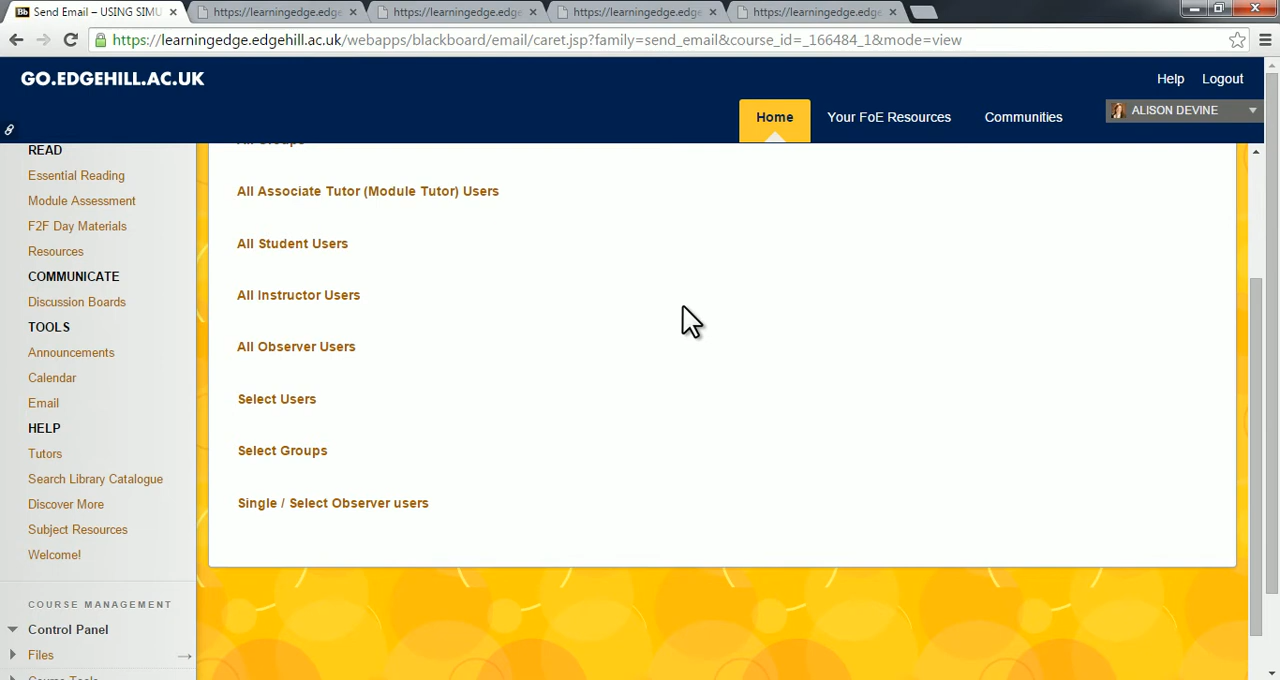 Send Email – USING SIMU
https://learningedge.edg
https://learningedge.edg
https://learningedge.edg
https://learningedge.edg
https://learningedge.edgehill.ac.uk/webapps/blackboard/email/caret.jsp?family=send_email&course_id=_166484_1&mode=view
GO.EDGEHILL.AC.UK
Help Logout
Home Your FoE Resources Communities ALISON DEVINE
READ
Essential Reading
Module Assessment
F2F Day Materials
Resources
COMMUNICATE
Discussion Boards
TOOLS
Announcements
Calendar
Email
HELP
Tutors
Search Library Catalogue
Discover More
Subject Resources
Welcome!
COURSE MANAGEMENT
Control Panel
Files
Course Tools
All Groups
All Associate Tutor (Module Tutor) Users
All Student Users
All Instructor Users
All Observer Users
Select Users
Select Groups
Single / Select Observer users